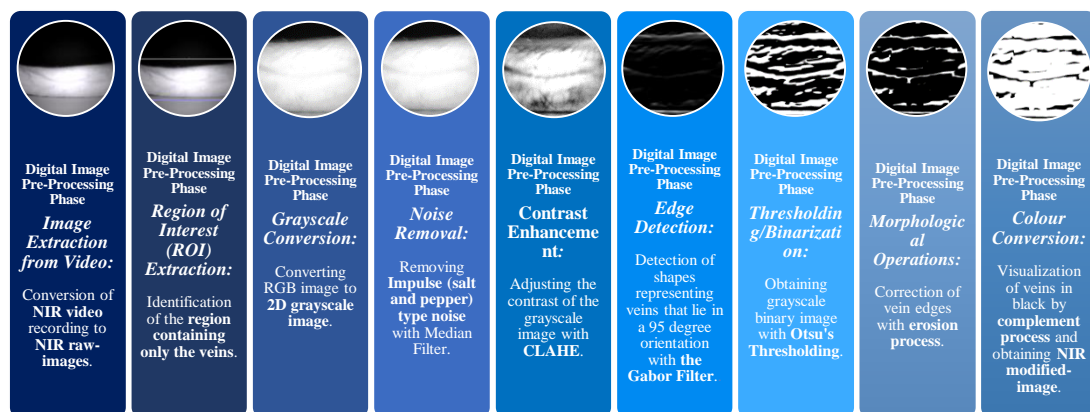 Digital Image
Pre-Processing
Phase
Image
Extraction
from Video:
Conversion of
NIR video
recording to
NIR raw-
images.
Digital Image
Pre-Processing
Phase
Region of
Interest
(ROI)
Extraction:
Identification
of the region
containing
only the veins.
Digital Image
Pre-Processing
Phase
Grayscale
Conversion:
Converting
RGB image to
2D grayscale
image.
Digital Image
Pre-Processing
Phase
Noise
Removal:
Removing
Impulse (salt
and pepper)
type noise
with Median
Filter.
Digital Image
Pre-Processing
Phase
Contrast
Enhanceme
nt:
Adjusting the
contrast of the
grayscale
image with
CLAHE.
Digital Image
Pre-Processing
Phase
Edge
Detection:
Detection of
shapes
representing
veins that lie in
a 95 degree
orientation
with the
Gabor Filter.
Digital Image
Pre-Processing
Phase
Thresholdin
g/Binarizati
on:
Obtaining
grayscale
binary image
with Otsu's
Thresholding.
Digital Image
Pre-Processing
Phase
Morphologic
al
Operations:
Correction of
vein edges
with erosion
process.
Digital Image
Pre-Processing
Phase
Colour
Conversion:
Visualization
of veins in
black by
complement
process and
obtaining NIR
modified-
image.